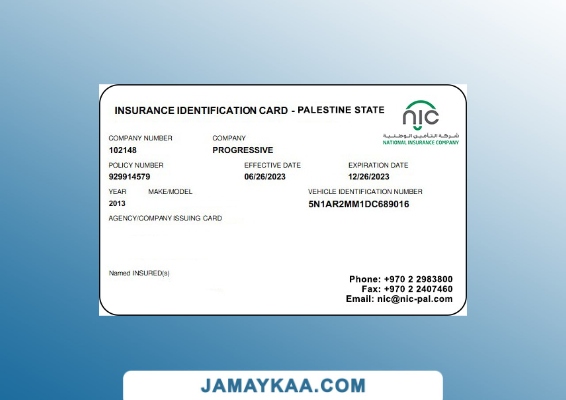 INSURANCE IDENTIFICATION CARD - PALESTINE STATE
nic
شركة التأمين الوطنية
NATIONAL INSURANCE COMPANY
COMPANY NUMBER COMPANY
102148 PROGRESSIVE
POLICY NUMBER EFFECTIVE DATE EXPIRATION DATE
929914579 06/26/2023 12/26/2023
YEAR MAKE/MODEL VEHICLE IDENTIFICATION NUMBER
2013 5N1AR2MM1DC689016
AGENCY/COMPANY ISSUING CARD
Named INSURED(s)
Phone: +970 2 2983800
Fax: +970 2 2407460
Email: nic@nic-pal.com
JAMAYKAA.COM